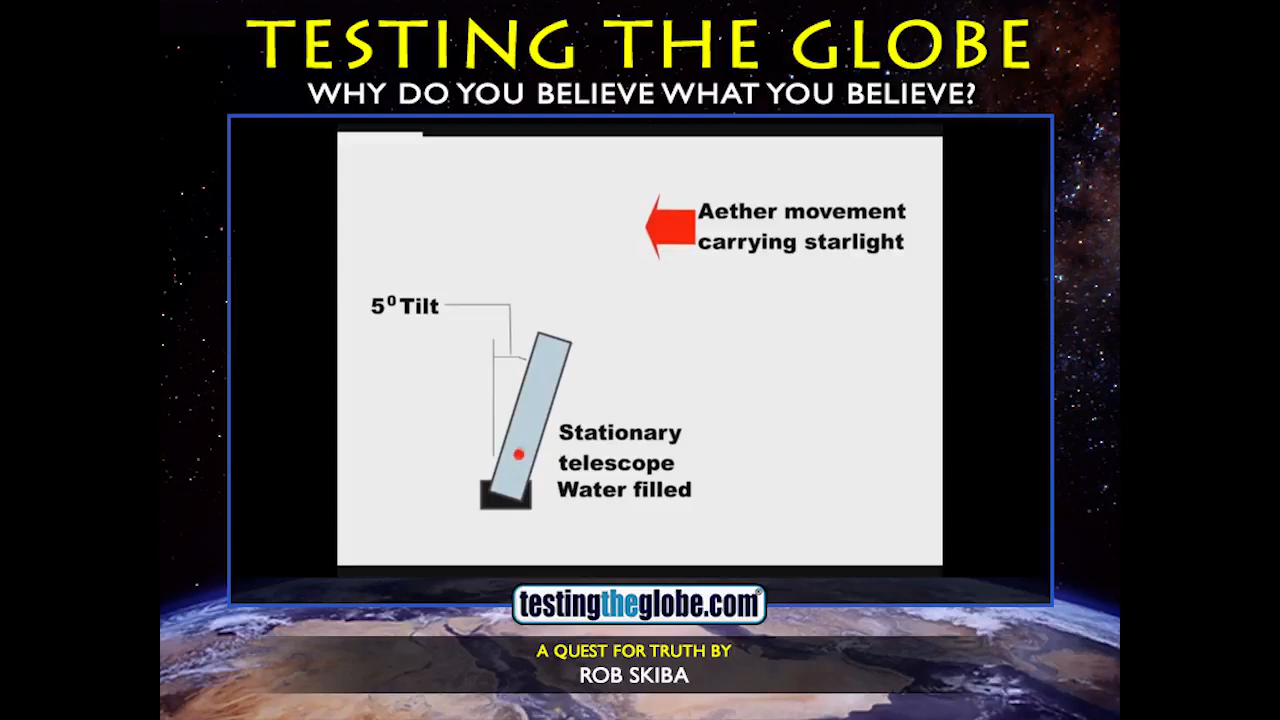 TESTING THE GLOBE
WHY DO YOU BELIEVE WHAT YOU BELIEVE?
Aether movement
carrying starlight
5⁰ Tilt
Stationary
telescope
Water filled
testingtheglobe.com®
A QUEST FOR TRUTH BY
ROB SKIBA